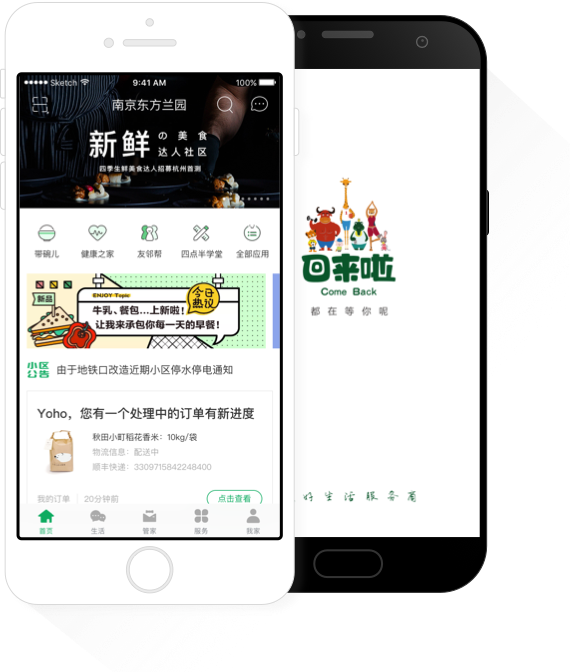 Sketch 9:41 AM 100%
南京东方兰园
新鲜の美食
达人社区
四季生鲜美食达人招募杭州首测
带碗儿 健康之家 友邻帮 四点半学堂 全部应用
新品
ENJOY·Topic
今日热议
牛乳、餐包...上新啦!
让我来承包你每一天的早餐!
小区公告 由于地铁口改造近期小区停水停电通知
Yoho，您有一个处理中的订单有新进度
秋田小町稻花香米：10kg/袋
物流信息：配送中
顺丰快递：3309715842248400
我的订单 20分钟前 点击查看
首页 生活 管家 服务 我家
回来啦
Come Back
都在等你呢
好生活服务商